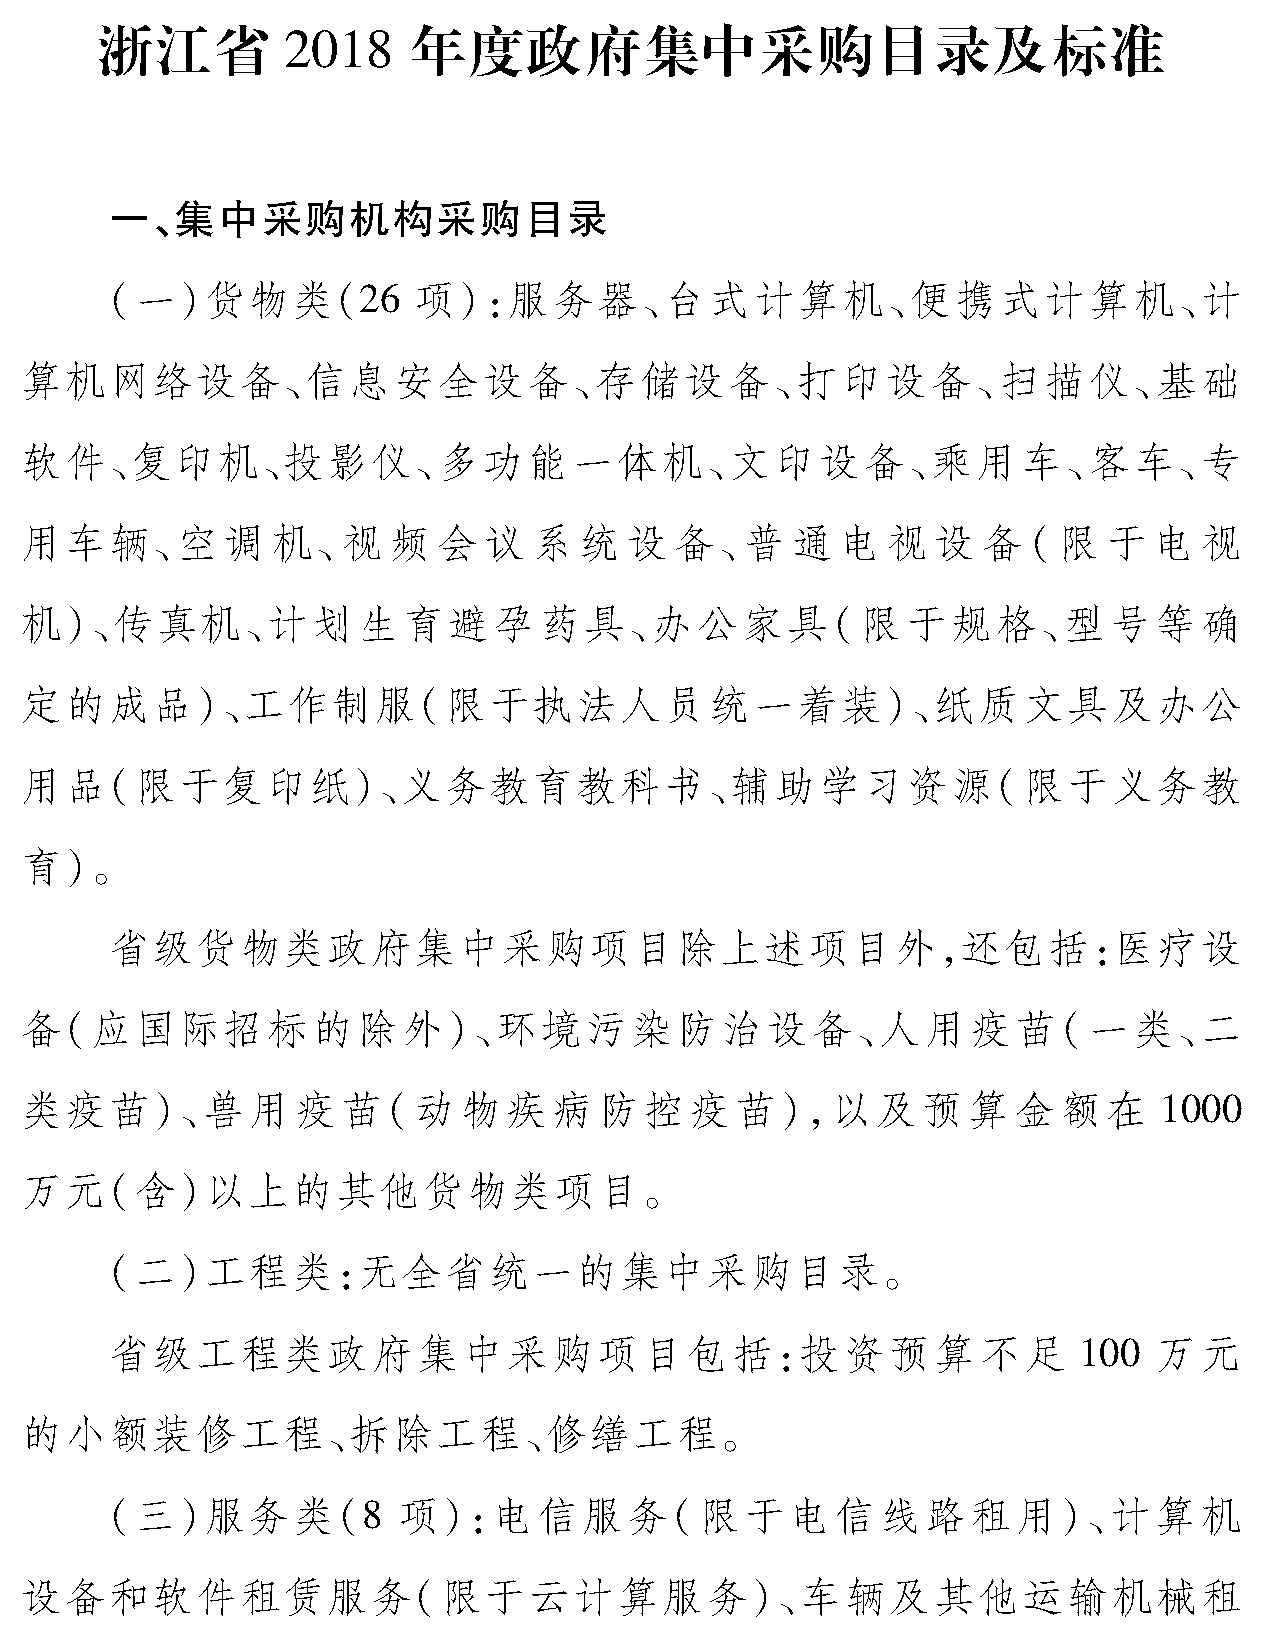 浙江省 2018 年度政府集中采购目录及标准
一、集中采购机构采购目录
(一)货物类(26 项):服务器、台式计算机、便携式计算机、计
算机网络设备、信息安全设备、存储设备、打印设备、扫描仪、基础
软件、复印机、投影仪、多功能一体机、文印设备、乘用车、客车、专
用车辆、空调机、视频会议系统设备、普通电视设备(限于电视
机)、传真机、计划生育避孕药具、办公家具(限于规格、型号等确
定的成品)、工作制服(限于执法人员统一着装)、纸质文具及办公
用品(限于复印纸)、义务教育教科书、辅助学习资源(限于义务教
育)。
省级货物类政府集中采购项目除上述项目外,还包括:医疗设
备(应国际招标的除外)、环境污染防治设备、人用疫苗(一类、二
类疫苗)、兽用疫苗(动物疾病防控疫苗),以及预算金额在 1000
万元(含)以上的其他货物类项目。
(二)工程类:无全省统一的集中采购目录。
省级工程类政府集中采购项目包括:投资预算不足 100 万元
的小额装修工程、拆除工程、修缮工程。
(三)服务类(8 项):电信服务(限于电信线路租用)、计算机
设备和软件租赁服务(限于云计算服务)、车辆及其他运输机械租